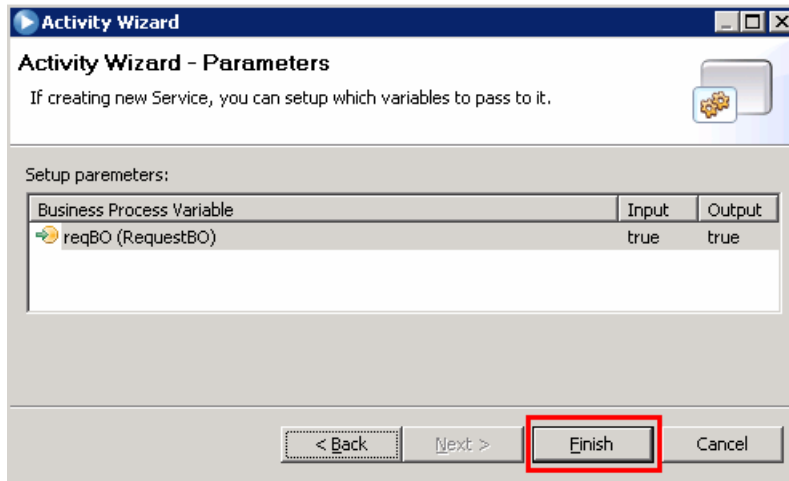 Activity Wizard
Activity Wizard - Parameters
If creating new Service, you can setup which variables to pass to it.
Setup paremeters:
Business Process Variable Input Output
reqBO (RequestBO) true true
< Back Next > Finish Cancel